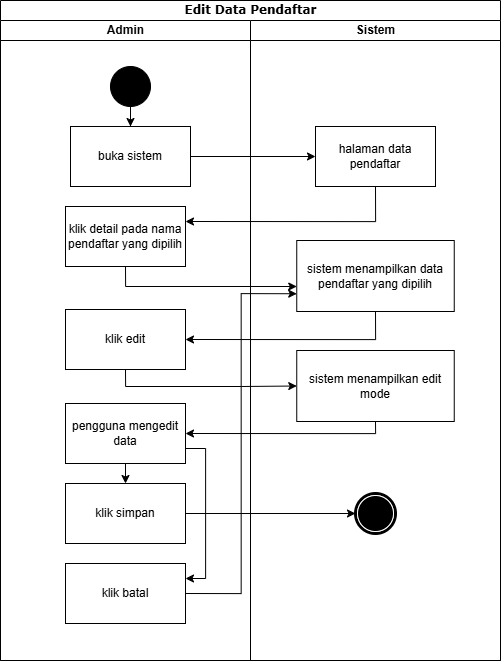 Edit Data Pendaftar
Admin
Sistem
buka sistem
halaman data
pendaftar
klik detail pada nama
pendaftar yang dipilih
sistem menampilkan data
pendaftar yang dipilih
klik edit
sistem menampilkan edit
mode
pengguna mengedit
data
klik simpan
klik batal